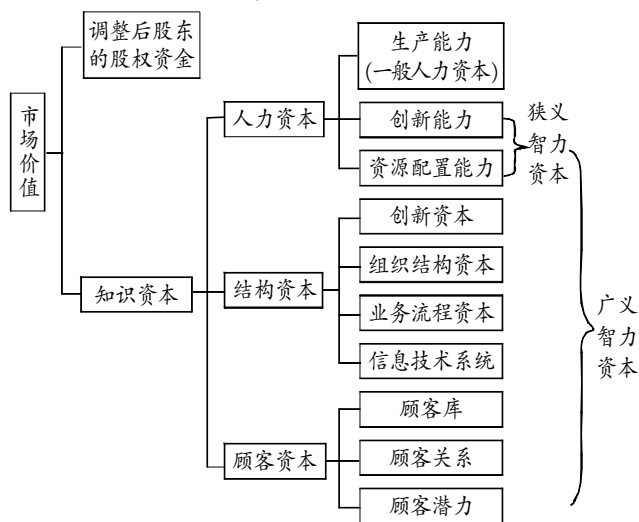 调整后股东
的股权资金
市场价值
知识资本
人力资本
结构资本
顾客资本
生产能力
(一般人力资本)
创新能力
资源配置能力
创新资本
组织结构资本
业务流程资本
信息技术系统
顾客库
顾客关系
顾客潜力
狭义
智力
资本
广义
智力
资本